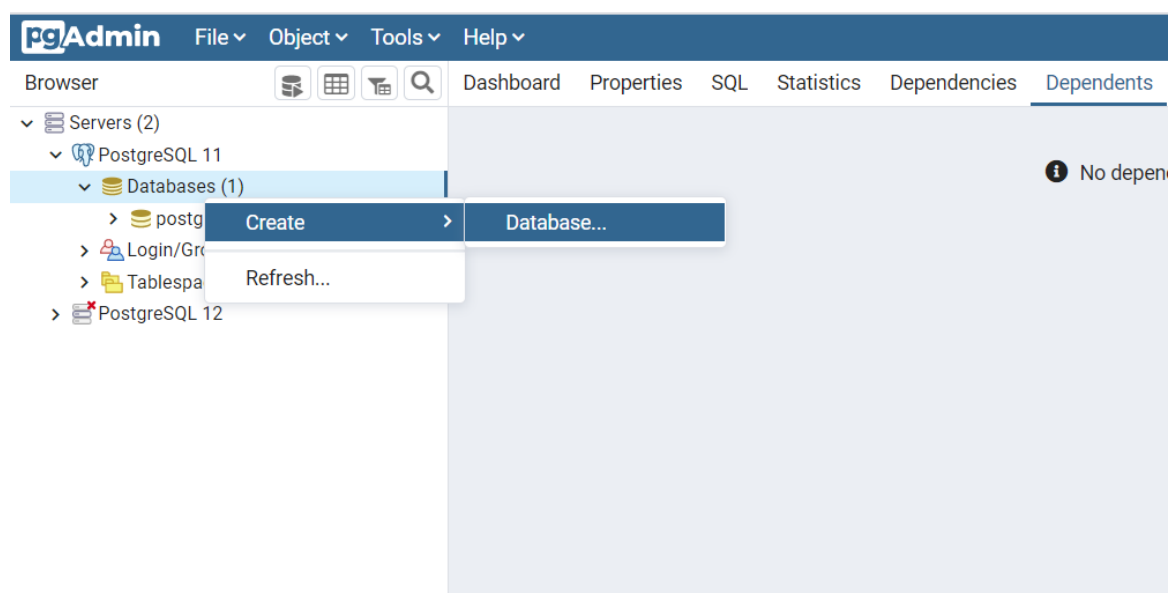 pgAdmin File Object Tools Help
Browser Dashboard Properties SQL Statistics Dependencies Dependents
Servers (2)
PostgreSQL 11
Databases (1)
No
Create
Database...
Refresh...
PostgreSQL 12